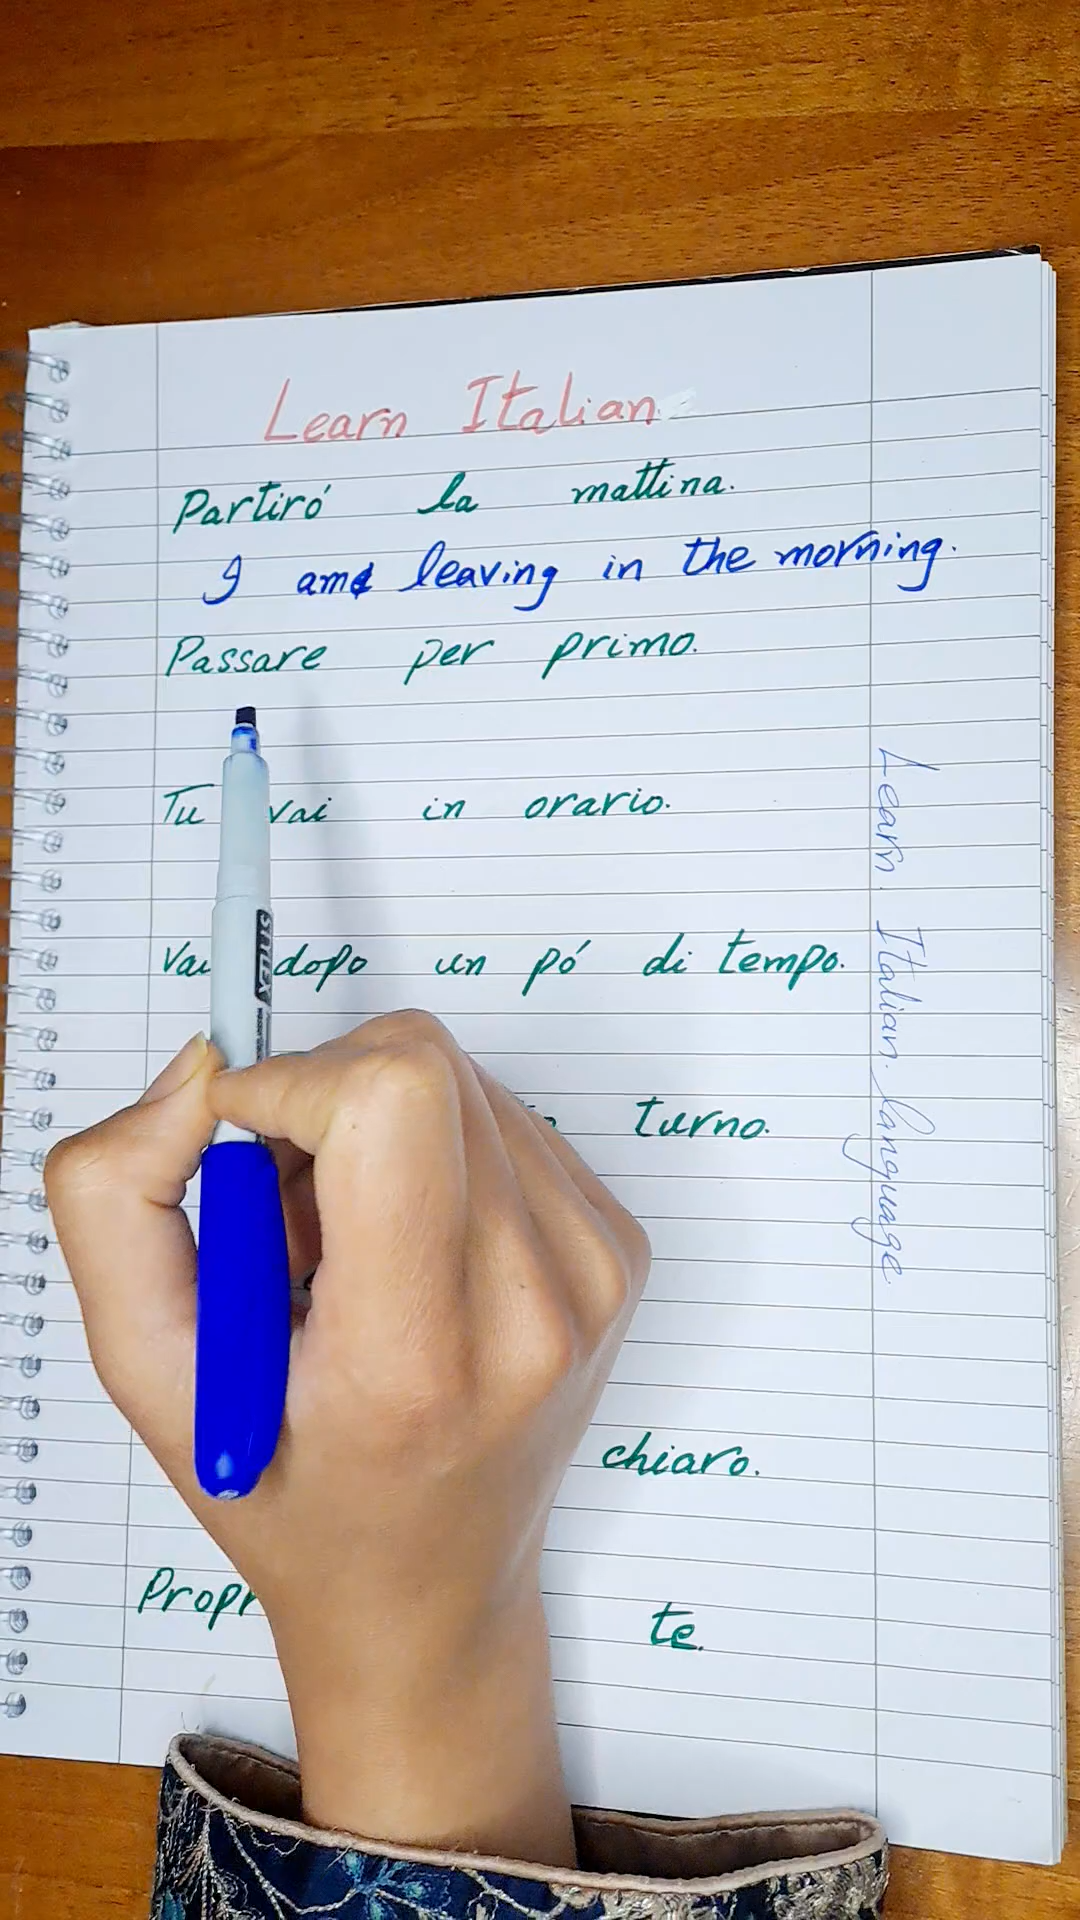 Learn Italian
Partiró la mattina.
I am leaving in the morning.
Passare per primo.
Tu vai in orario.
Vai dopo un pó di tempo.
turno.
chiaro.
te.
Learn Italian language